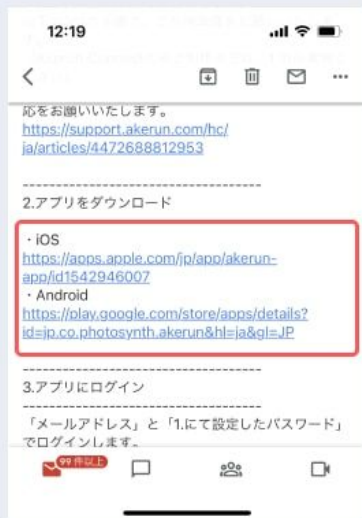 12:19
応をお願いいたします。
https://support.akerun.com/hc/
ja/articles/4472688812953
------------------------------------
2.アプリをダウンロード
------------------------------------
・iOS
https://apps.apple.com/jp/app/akerun-
app/id1542946007
・Android
https://play.google.com/store/apps/details?
id=jp.co.photosynth.akerun&hl=ja&gl=JP
------------------------------------
3.アプリにログイン
------------------------------------
「メールアドレス」と「1.にて設定したパスワード」
でログインします。
99 件以上